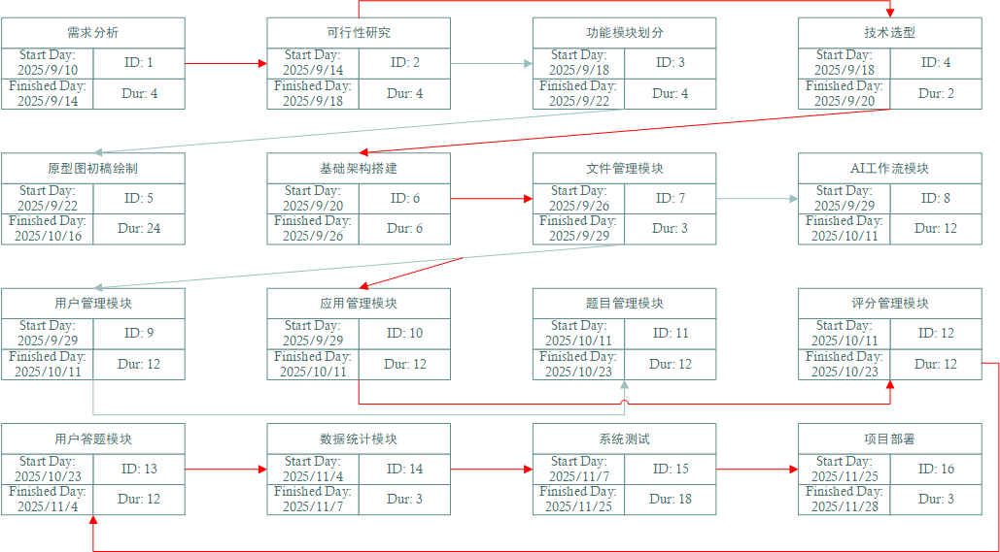 需求分析
Start Day:
2025/9/10
ID: 1
Finished Day:
2025/9/14
Dur: 4
可行性研究
Start Day:
2025/9/14
ID: 2
Finished Day:
2025/9/18
Dur: 4
功能模块划分
Start Day:
2025/9/18
ID: 3
Finished Day:
2025/9/22
Dur: 4
技术选型
Start Day:
2025/9/18
ID: 4
Finished Day:
2025/9/20
Dur: 2
原型图初稿绘制
Start Day:
2025/9/22
ID: 5
Finished Day:
2025/10/16
Dur: 24
基础架构搭建
Start Day:
2025/9/20
ID: 6
Finished Day:
2025/9/26
Dur: 6
文件管理模块
Start Day:
2025/9/26
ID: 7
Finished Day:
2025/9/29
Dur: 3
AI工作流模块
Start Day:
2025/9/29
ID: 8
Finished Day:
2025/10/11
Dur: 12
用户管理模块
Start Day:
2025/9/29
ID: 9
Finished Day:
2025/10/11
Dur: 12
应用管理模块
Start Day:
2025/9/29
ID: 10
Finished Day:
2025/10/11
Dur: 12
题目管理模块
Start Day:
2025/10/11
ID: 11
Finished Day:
2025/10/23
Dur: 12
评分管理模块
Start Day:
2025/10/11
ID: 12
Finished Day:
2025/10/23
Dur: 12
用户答题模块
Start Day:
2025/10/23
ID: 13
Finished Day:
2025/11/4
Dur: 12
数据统计模块
Start Day:
2025/11/4
ID: 14
Finished Day:
2025/11/7
Dur: 3
系统测试
Start Day:
2025/11/7
ID: 15
Finished Day:
2025/11/25
Dur: 18
项目部署
Start Day:
2025/11/25
ID: 16
Finished Day:
2025/11/28
Dur: 3